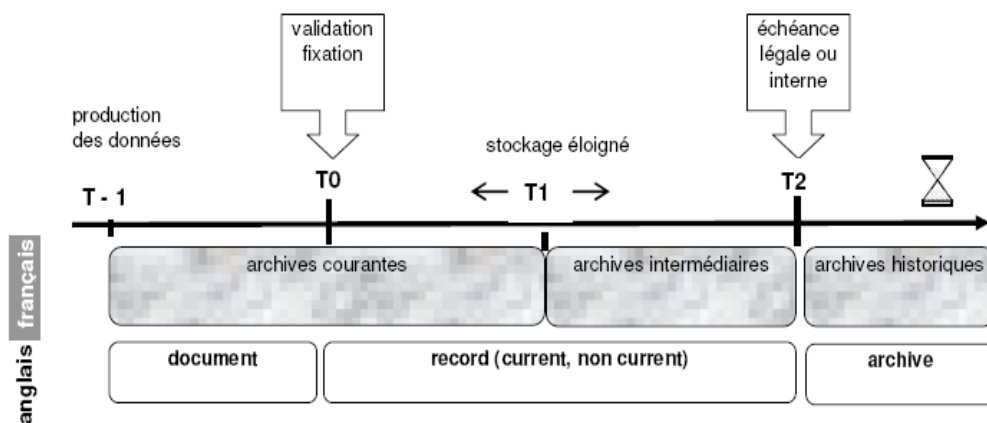 validation
fixation
échéance
légale ou
interne
production
des données
stockage éloigné
T - 1
T0
T1
T2
français
archives courantes
archives intermédiaires
archives historiques
anglais
document
record (current, non current)
archive